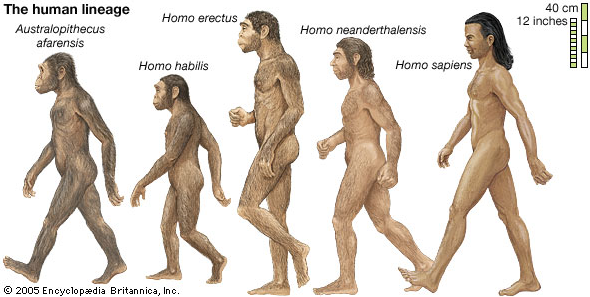 The human lineage
Australopithecus
afarensis
Homo habilis
Homo erectus
Homo neanderthalensis
Homo sapiens
40 cm
12 inches
© 2005 Encyclopædia Britannica, Inc.